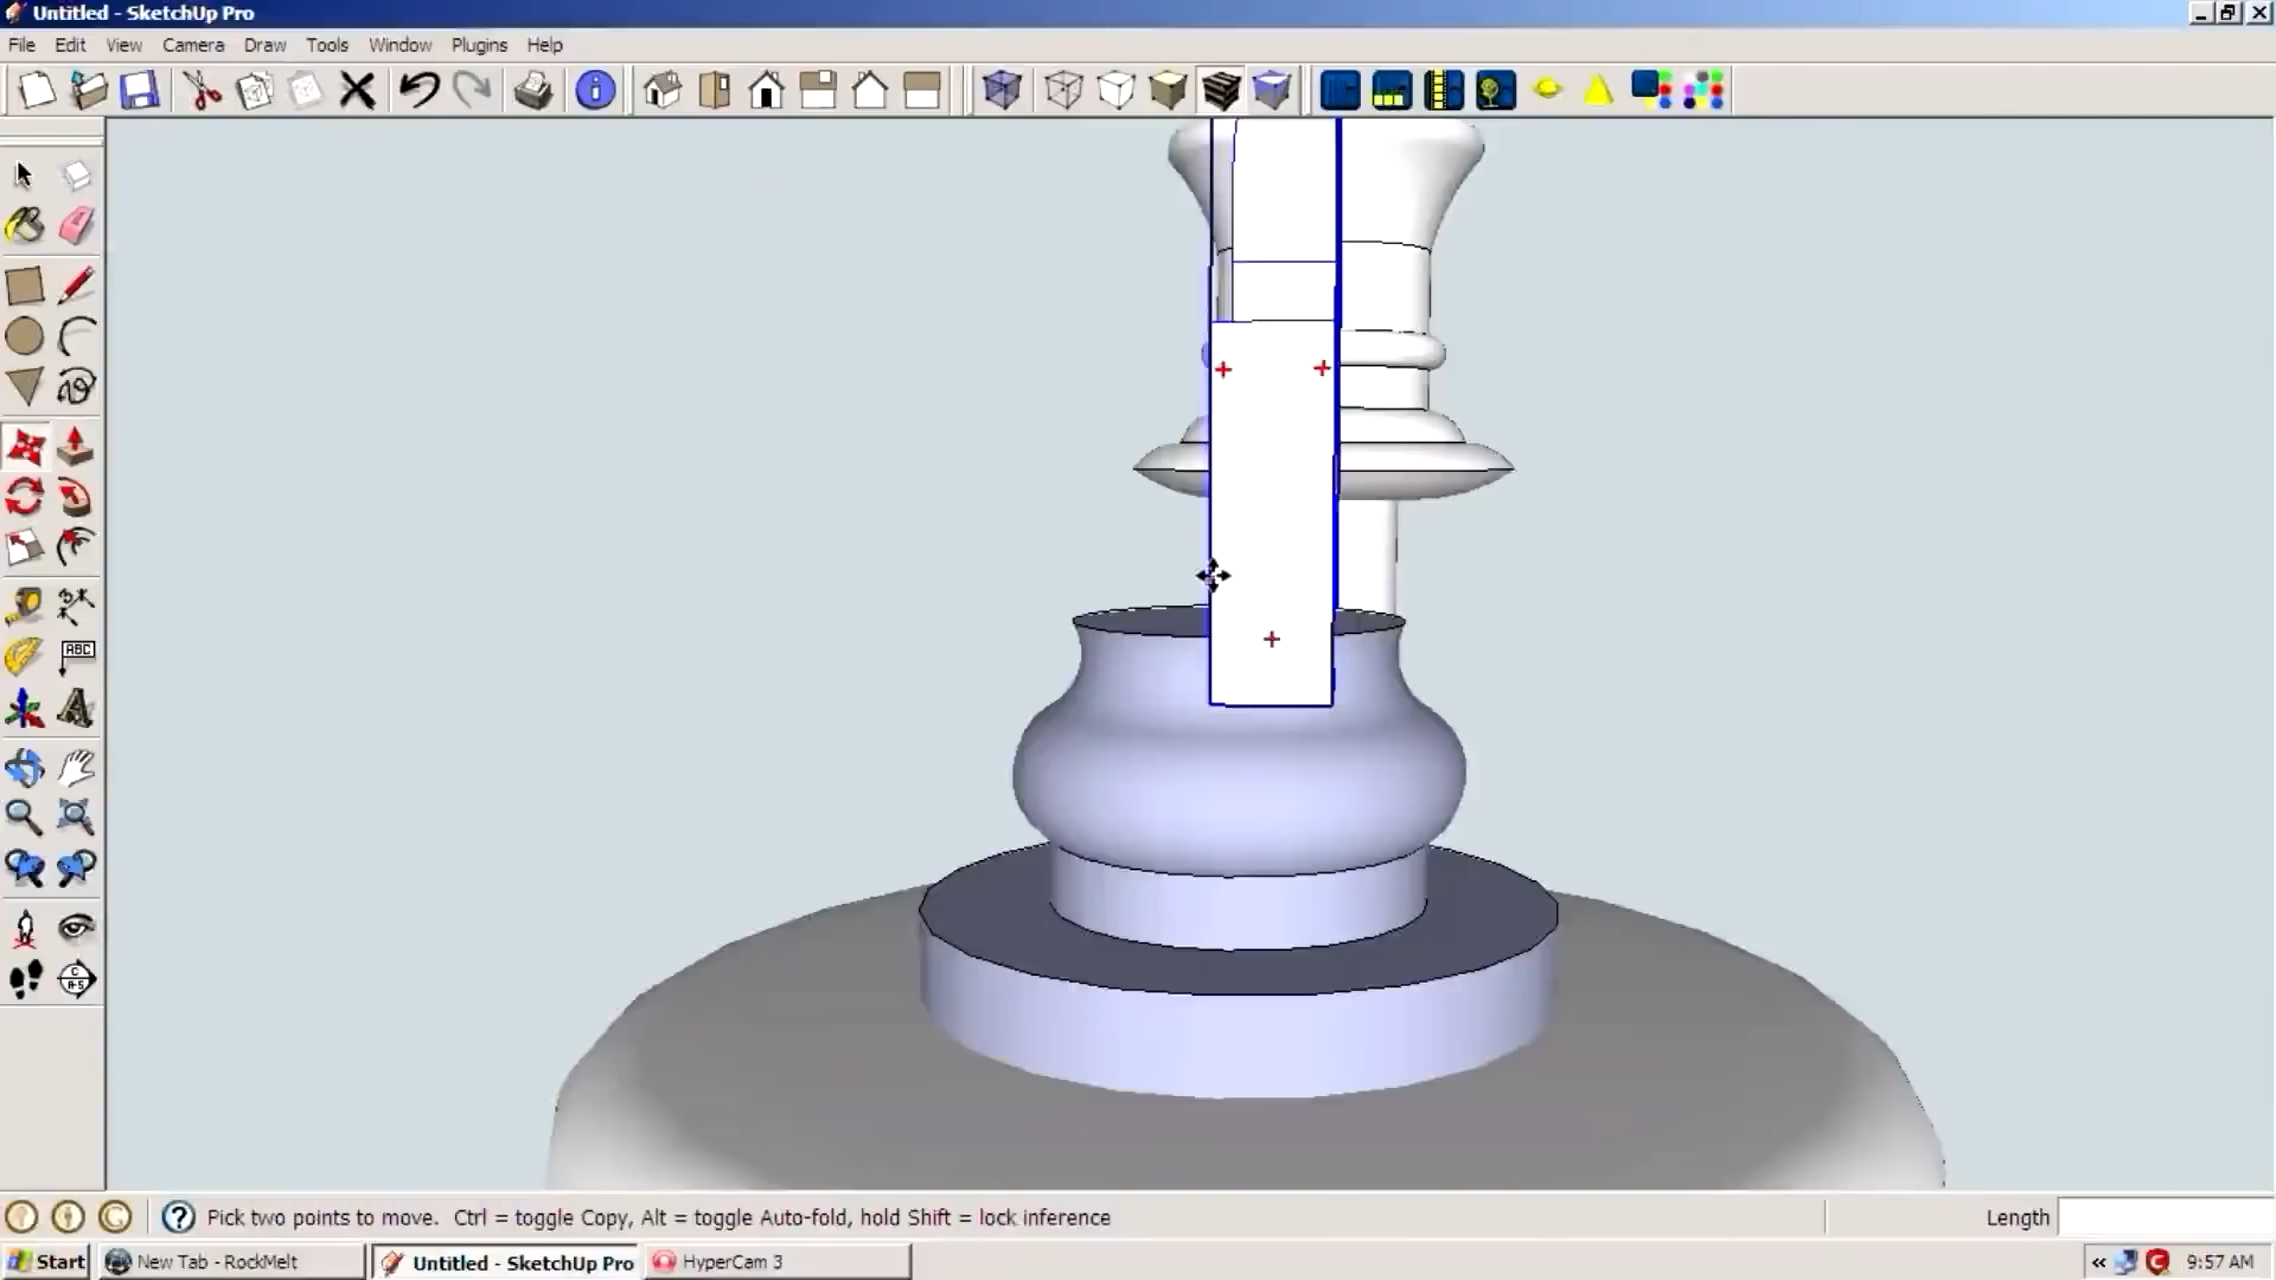 Untitled - SketchUp Pro
File Edit View Camera Draw Tools Window Plugins Help
ABC
A
C
A-5
Pick two points to move. Ctrl = toggle Copy, Alt = toggle Auto-fold, hold Shift = lock inference
Length
Start
New Tab - RockMelt
Untitled - SketchUp Pro
HyperCam 3
9:57 AM